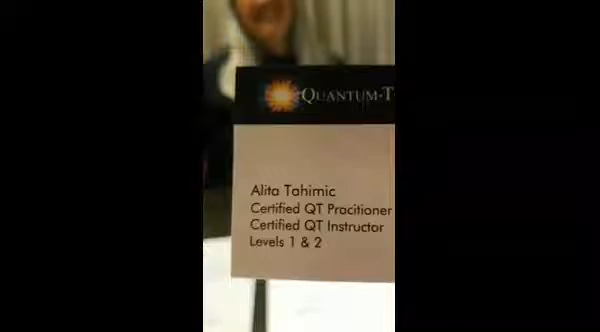 QUANTUM-T
Alita Tahimic
Certified QT Pracitioner
Certified QT Instructor
Levels 1 & 2